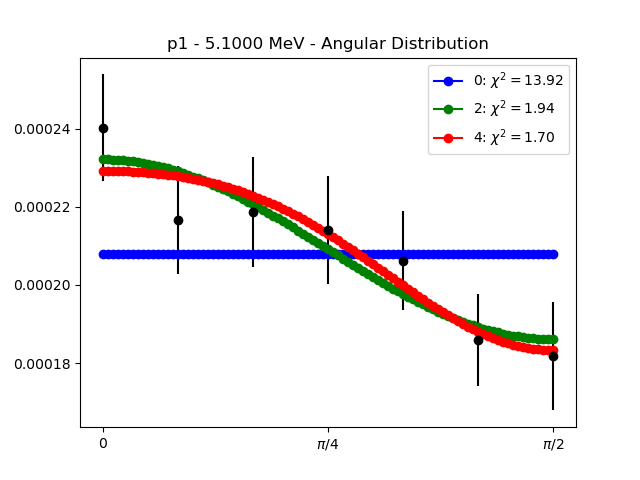 p1 - 5.1000 MeV - Angular Distribution
0: χ² = 13.92
2: χ² = 1.94
4: χ² = 1.70
0.00024
0.00022
0.00020
0.00018
0
π/4
π/2